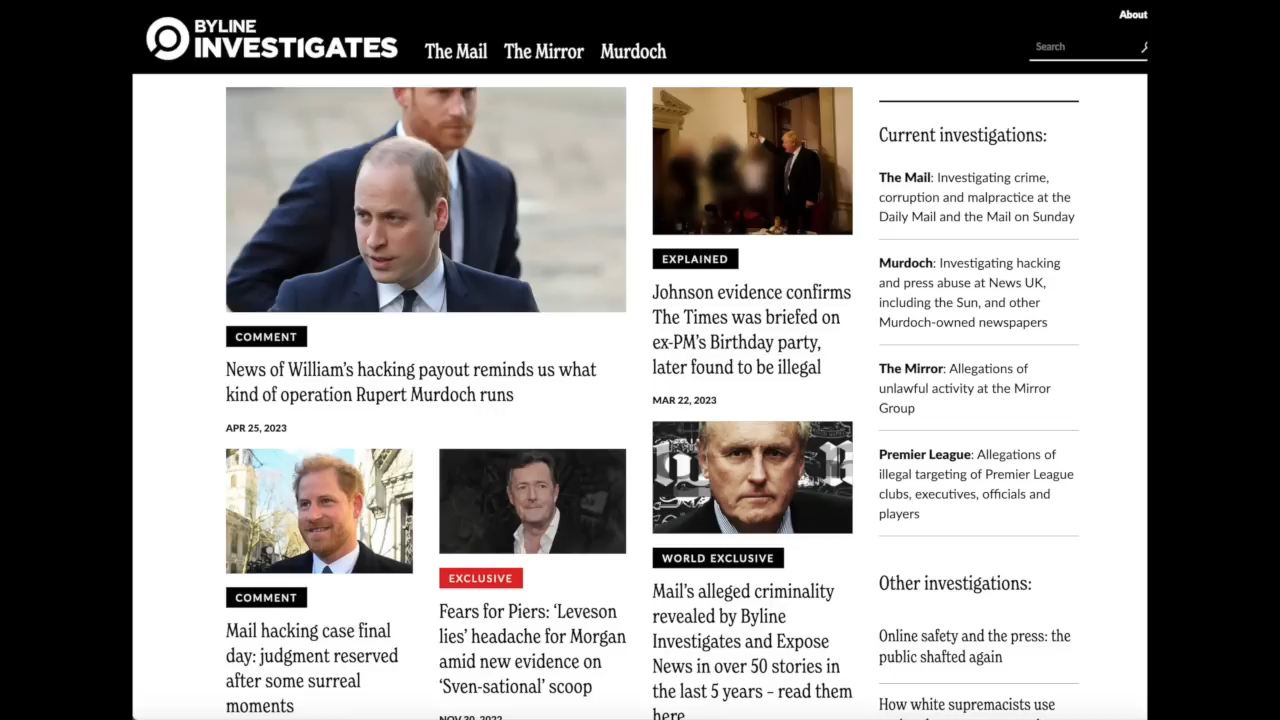 BYLINE
INVESTIGATES
The Mail
The Mirror
Murdoch
About
Search
COMMENT
News of William's hacking payout reminds us what
kind of operation Rupert Murdoch runs
APR 25, 2023
COMMENT
Mail hacking case final
day: judgment reserved
after some surreal
moments
EXCLUSIVE
Fears for Piers: ‘Leveson
lies’ headache for Morgan
amid new evidence on
‘Sven-sational’ scoop
NOV 30, 2022
EXPLAINED
Johnson evidence confirms
The Times was briefed on
ex-PM’s Birthday party,
later found to be illegal
MAR 22, 2023
WORLD EXCLUSIVE
Mail’s alleged criminality
revealed by Byline
Investigates and Expose
News in over 50 stories in
the last 5 years – read them
here
Current investigations:
The Mail: Investigating crime,
corruption and malpractice at the
Daily Mail and the Mail on Sunday
Murdoch: Investigating hacking
and press abuse at News UK,
including the Sun, and other
Murdoch-owned newspapers
The Mirror: Allegations of
unlawful activity at the Mirror
Group
Premier League: Allegations of
illegal targeting of Premier League
clubs, executives, officials and
players
Other investigations:
Online safety and the press: the
public shafted again
How white supremacists use